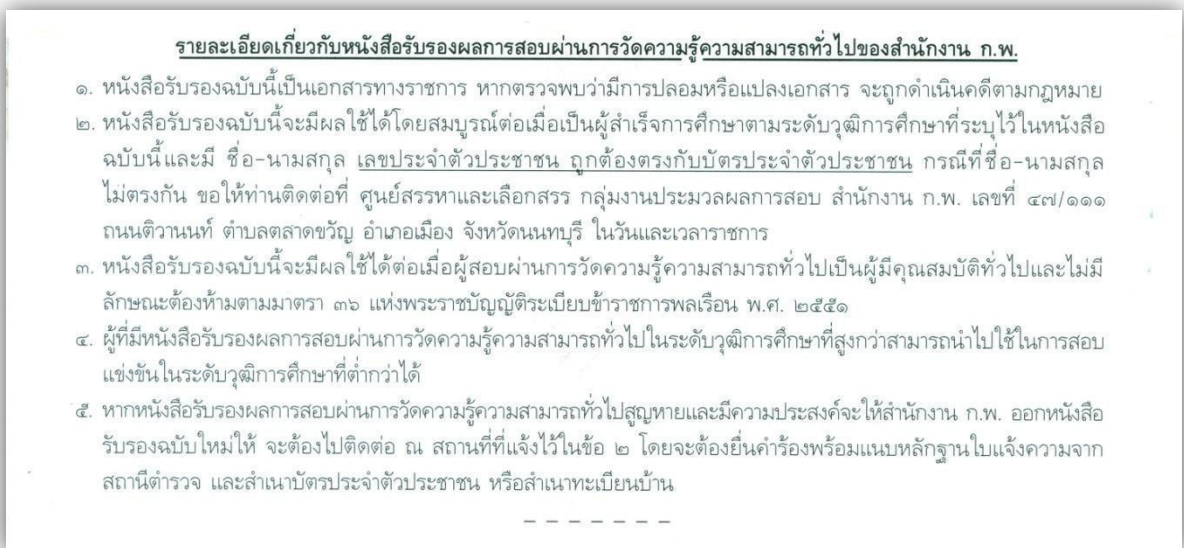 รายละเอียดเกี่ยวกับหนังสือรับรองผลการสอบผ่านการวัดความรู้ความสามารถทั่วไปของสำนักงาน ก.พ.
๑. หนังสือรับรองฉบับนี้เป็นเอกสารทางราชการ หากตรวจพบว่ามีการปลอมหรือแปลงเอกสาร จะถูกดำเนินคดีตามกฎหมาย
๒. หนังสือรับรองฉบับนี้จะมีผลใช้ได้โดยสมบูรณ์ต่อเมื่อเป็นผู้สำเร็จการศึกษาตามระดับวุฒิการศึกษาที่ระบุไว้ในหนังสือ
ฉบับนี้และมี ชื่อ-นามสกุล เลขประจำตัวประชาชน ถูกต้องตรงกับบัตรประจำตัวประชาชน กรณีที่ชื่อ-นามสกุล
ไม่ตรงกัน ขอให้ท่านติดต่อที่ ศูนย์สรรหาและเลือกสรร กลุ่มงานประมวลผลการสอบ สำนักงาน ก.พ. เลขที่ ๔๗/๑๑๑
ถนนติวานนท์ ตำบลตลาดขวัญ อำเภอเมือง จังหวัดนนทบุรี ในวันและเวลาราชการ
๓. หนังสือรับรองฉบับนี้จะมีผลใช้ได้ต่อเมื่อผู้สอบผ่านการวัดความรู้ความสามารถทั่วไปเป็นผู้มีคุณสมบัติทั่วไปและไม่มี
ลักษณะต้องห้ามตามมาตรา ๓๖ แห่งพระราชบัญญัติระเบียบข้าราชการพลเรือน พ.ศ. ๒๕๕๑
๔. ผู้ที่มีหนังสือรับรองผลการสอบผ่านการวัดความรู้ความสามารถทั่วไปในระดับวุฒิการศึกษาที่สูงกว่าสามารถนำไปใช้ในการสอบ
แข่งขันในระดับวุฒิการศึกษาที่ต่ำกว่าได้
๕. หากหนังสือรับรองผลการสอบผ่านการวัดความรู้ความสามารถทั่วไปสูญหายและมีความประสงค์จะให้สำนักงาน ก.พ. ออกหนังสือ
รับรองฉบับใหม่ให้ จะต้องไปติดต่อ ณ สถานที่ที่แจ้งไว้ในข้อ ๒ โดยจะต้องยื่นคำร้องพร้อมแนบหลักฐานใบแจ้งความจาก
สถานีตำรวจ และสำเนาบัตรประจำตัวประชาชน หรือสำเนาทะเบียนบ้าน
- - - - - - -